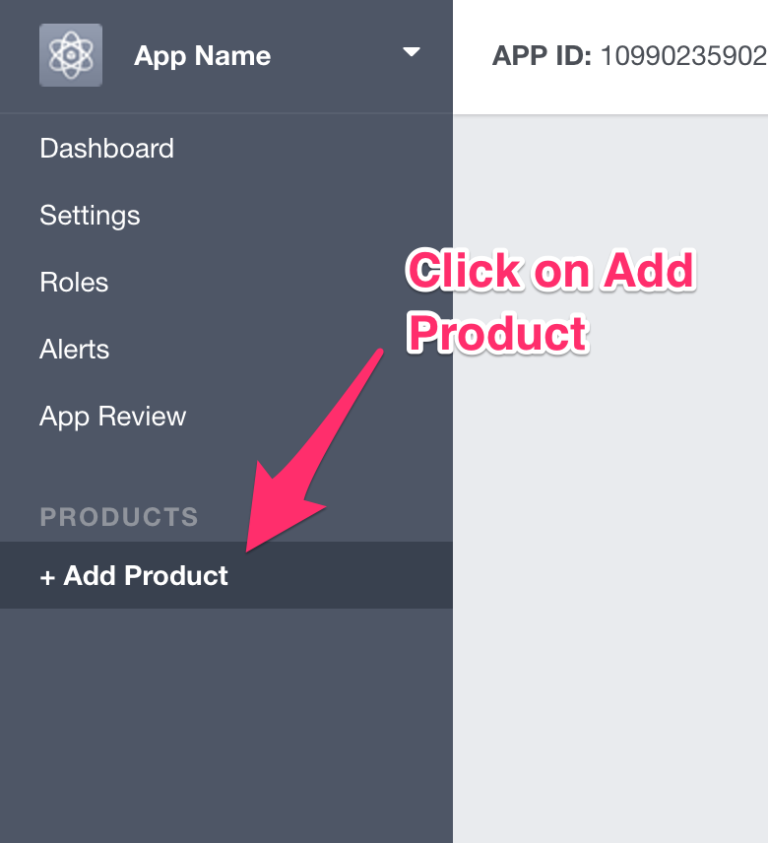 App Name
APP ID: 10990235902
Dashboard
Settings
Roles
Alerts
App Review
Click on Add
Product
PRODUCTS
+ Add Product